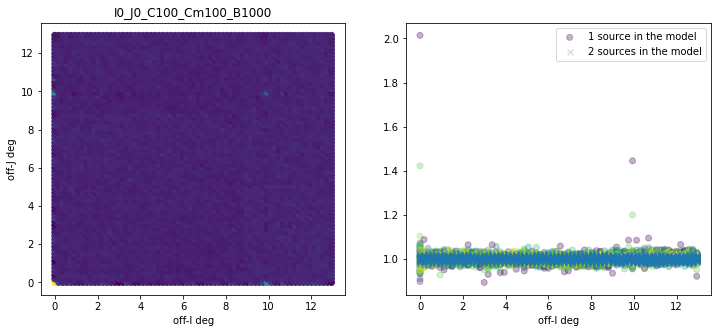 I0_J0_C100_Cm100_B1000
off-J deg
12
10
8
6
4
2
0
0 2 4 6 8 10 12
off-I deg
1 source in the model
2 sources in the model
2.0
1.8
1.6
1.4
1.2
1.0
0 2 4 6 8 10 12
off-I deg